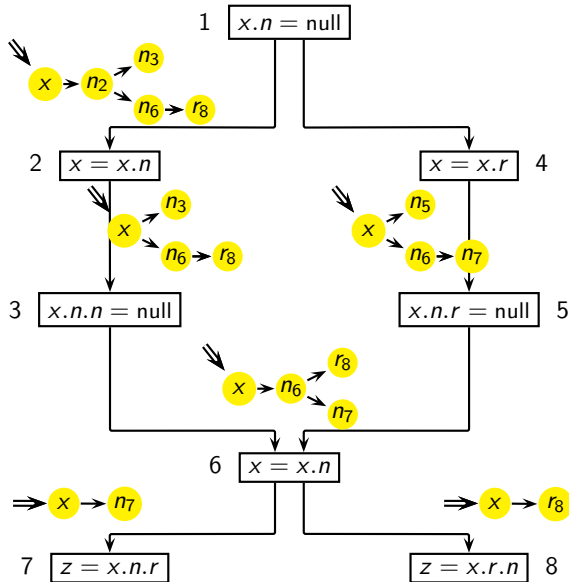 1 x.n = null
n3
x n2
n6 r8
2 x = x.n
x = x.r 4
n3
x
n6 r8
n5
x
n6 n7
3 x.n.n = null
x.n.r = null 5
r8
x n6
n7
6 x = x.n
x n7
x r8
7 z = x.n.r
z = x.r.n 8